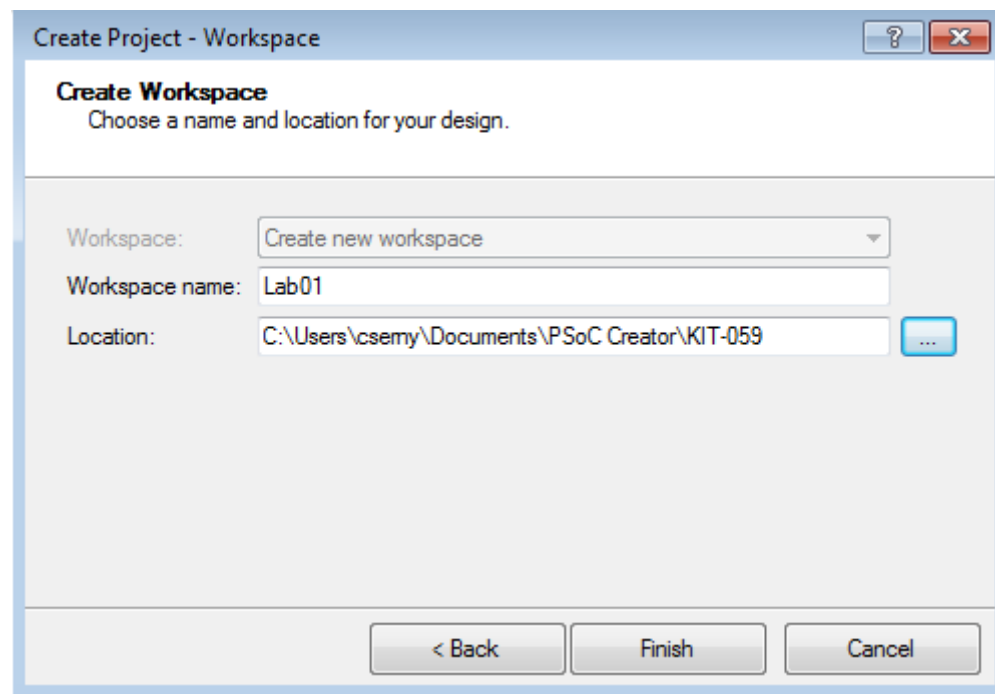 Create Project - Workspace
Create Workspace
Choose a name and location for your design.
Workspace: Create new workspace
Workspace name: Lab01
Location: C:\Users\csemy\Documents\PSoC Creator\KIT-059 ...
< Back Finish Cancel